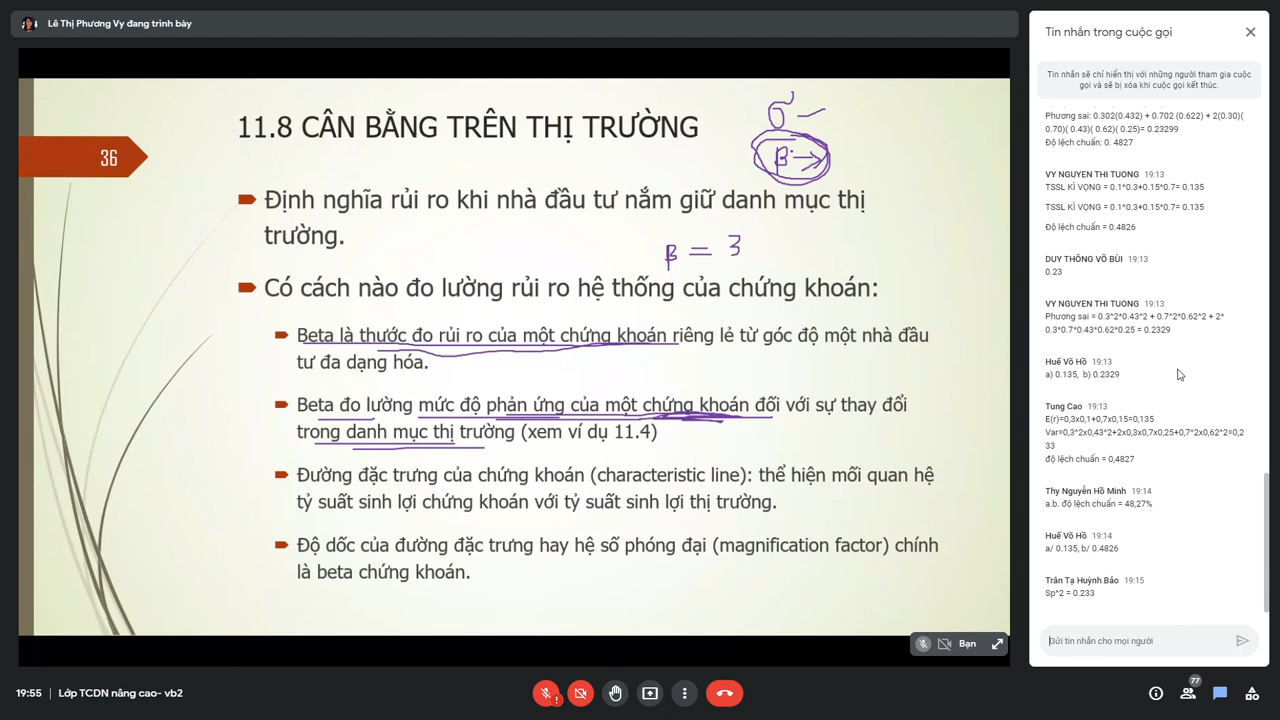 Lê Thị Phương Vy đang trình bày
36
11.8 CÂN BẰNG TRÊN THỊ TRƯỜNG
σ
β
Định nghĩa rủi ro khi nhà đầu tư nắm giữ danh mục thị
trường.
β = 3
Có cách nào đo lường rủi ro hệ thống của chứng khoán:
Beta là thước đo rủi ro của một chứng khoán riêng lẻ từ góc độ một nhà đầu
tư đa dạng hóa.
Beta đo lường mức độ phản ứng của một chứng khoán đối với sự thay đổi
trong danh mục thị trường (xem ví dụ 11.4)
Đường đặc trưng của chứng khoán (characteristic line): thể hiện mối quan hệ
tỷ suất sinh lợi chứng khoán với tỷ suất sinh lợi thị trường.
Độ dốc của đường đặc trưng hay hệ số phóng đại (magnification factor) chính
là beta chứng khoán.
Bạn
19:55 | Lớp TCDN nâng cao- vb2
77
Tin nhắn trong cuộc gọi
Tin nhắn sẽ chỉ hiển thị với những người tham gia cuộc
gọi và sẽ bị xóa khi cuộc gọi kết thúc.
Phương sai: 0.302(0.432) + 0.702 (0.622) + 2(0.30)(
0.70)( 0.43)( 0.62)( 0.25)= 0.23299
Độ lệch chuẩn: 0. 4827
VY NGUYEN THI TUONG 19:13
TSSL KÌ VỌNG = 0.1*0.3+0.15*0.7= 0.135
TSSL KÌ VỌNG = 0.1*0.3+0.15*0.7= 0.135
Độ lệch chuẩn = 0.4826
DUY THÔNG VÕ BÙI 19:13
0.23
VY NGUYEN THI TUONG 19:13
Phương sai = 0.3^2*0.43^2 + 0.7^2*0.62^2 + 2*
0.3*0.7*0.43*0.62*0.25 = 0.2329
Huế Võ Hồ 19:13
a) 0.135, b) 0.2329
Tung Cao 19:13
E(r)=0,3x0,1+0,7x0,15=0,135
Var=0,3^2x0,43^2+2x0,3x0,7x0,25+0,7^2x0,62^2=0,2
33
độ lệch chuẩn = 0,4827
Thy Nguyễn Hồ Minh 19:14
a.b. độ lệch chuẩn = 48,27%
Huế Võ Hồ 19:14
a/ 0.135, b/ 0.4826
Trân Tạ Huỳnh Bảo 19:15
Sp^2 = 0.233
Gửi tin nhắn cho mọi người